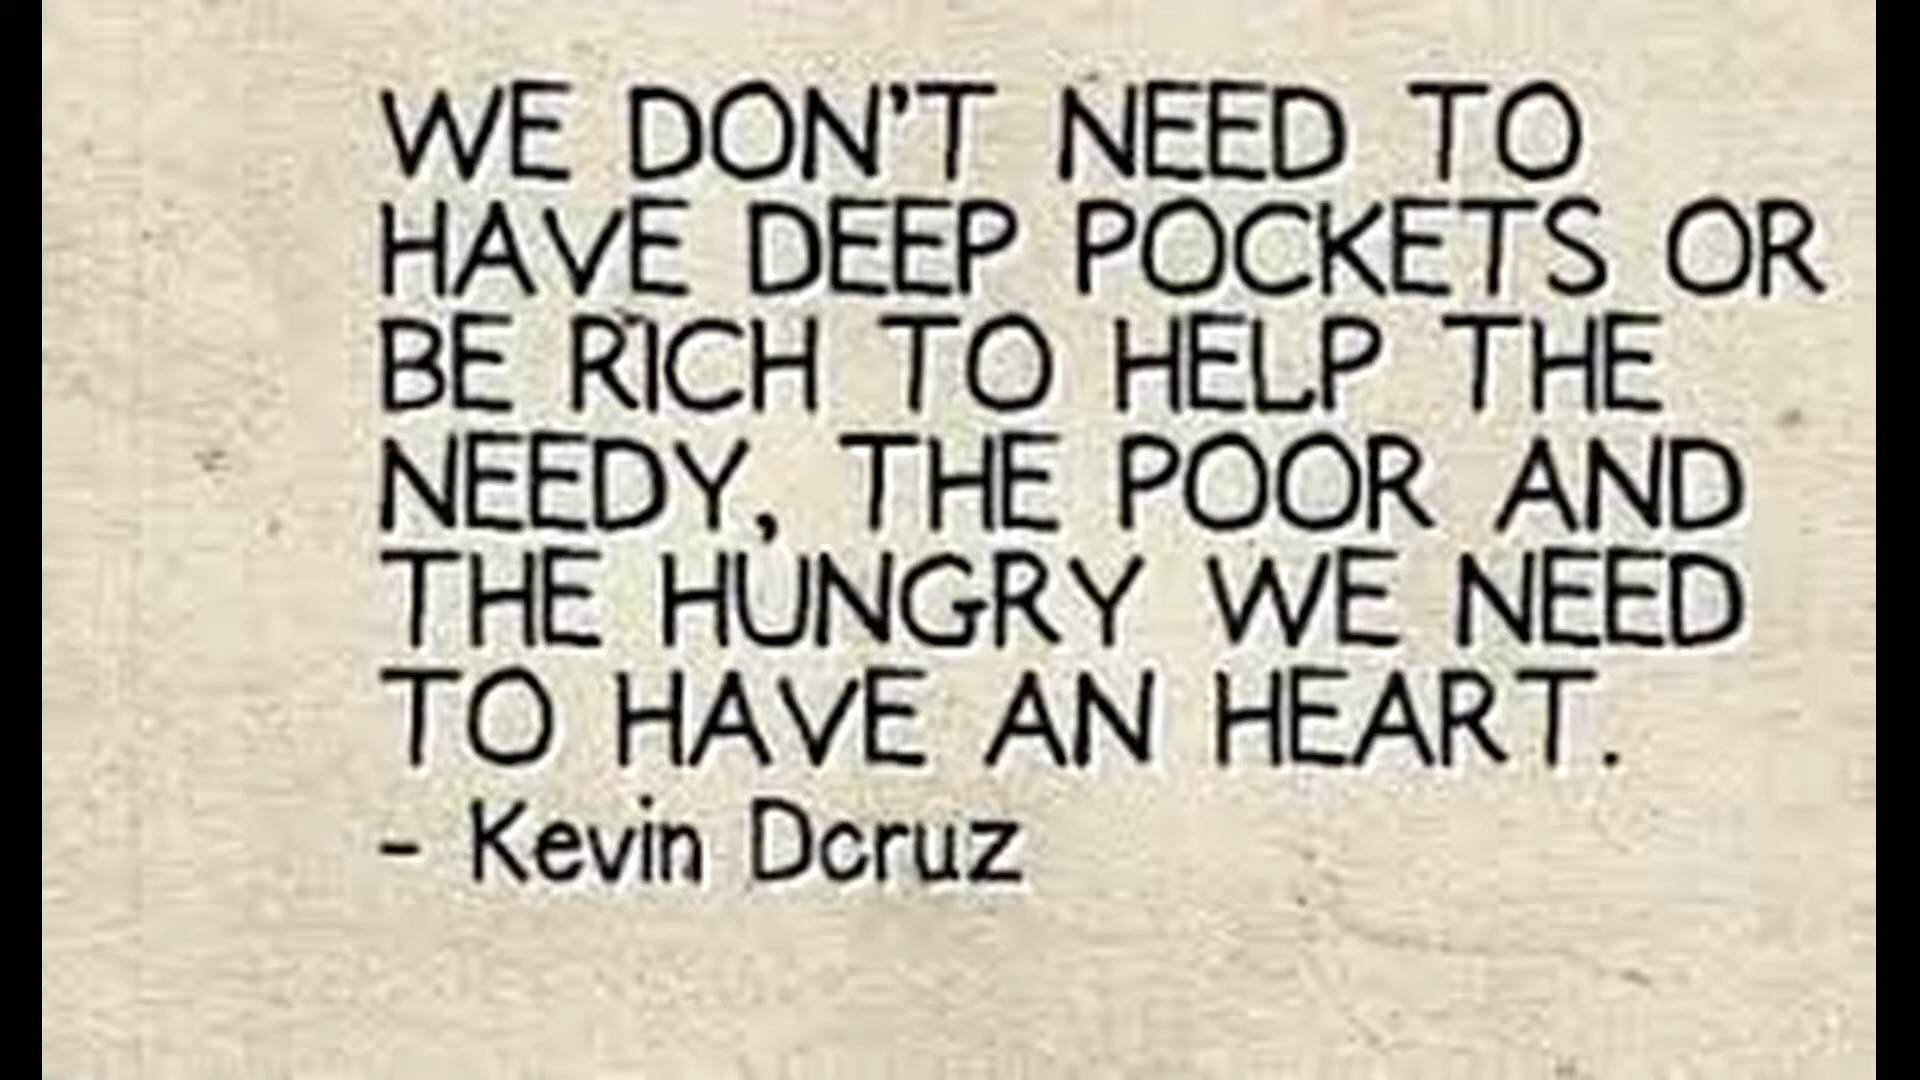 WE DON'T NEED TO
HAVE DEEP POCKETS OR
BE RICH TO HELP THE
NEEDY, THE POOR AND
THE HUNGRY WE NEED
TO HAVE AN HEART.
- Kevin Dcruz